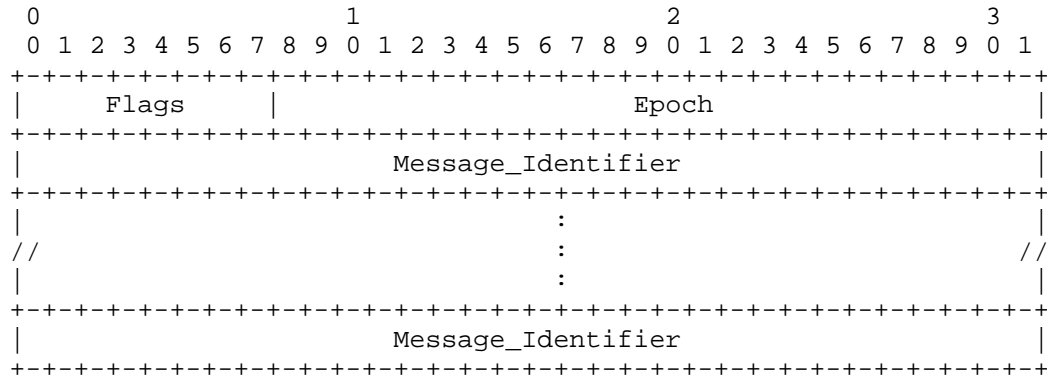 0                   1                   2                   3
 0 1 2 3 4 5 6 7 8 9 0 1 2 3 4 5 6 7 8 9 0 1 2 3 4 5 6 7 8 9 0 1
+-+-+-+-+-+-+-+-+-+-+-+-+-+-+-+-+-+-+-+-+-+-+-+-+-+-+-+-+-+-+-+-+
|     Flags     |                      Epoch                    |
+-+-+-+-+-+-+-+-+-+-+-+-+-+-+-+-+-+-+-+-+-+-+-+-+-+-+-+-+-+-+-+-+
|                       Message_Identifier                      |
+-+-+-+-+-+-+-+-+-+-+-+-+-+-+-+-+-+-+-+-+-+-+-+-+-+-+-+-+-+-+-+-+
|                                 :                             |
//                                :                            //
|                                 :                             |
+-+-+-+-+-+-+-+-+-+-+-+-+-+-+-+-+-+-+-+-+-+-+-+-+-+-+-+-+-+-+-+-+
|                       Message_Identifier                      |
+-+-+-+-+-+-+-+-+-+-+-+-+-+-+-+-+-+-+-+-+-+-+-+-+-+-+-+-+-+-+-+-+